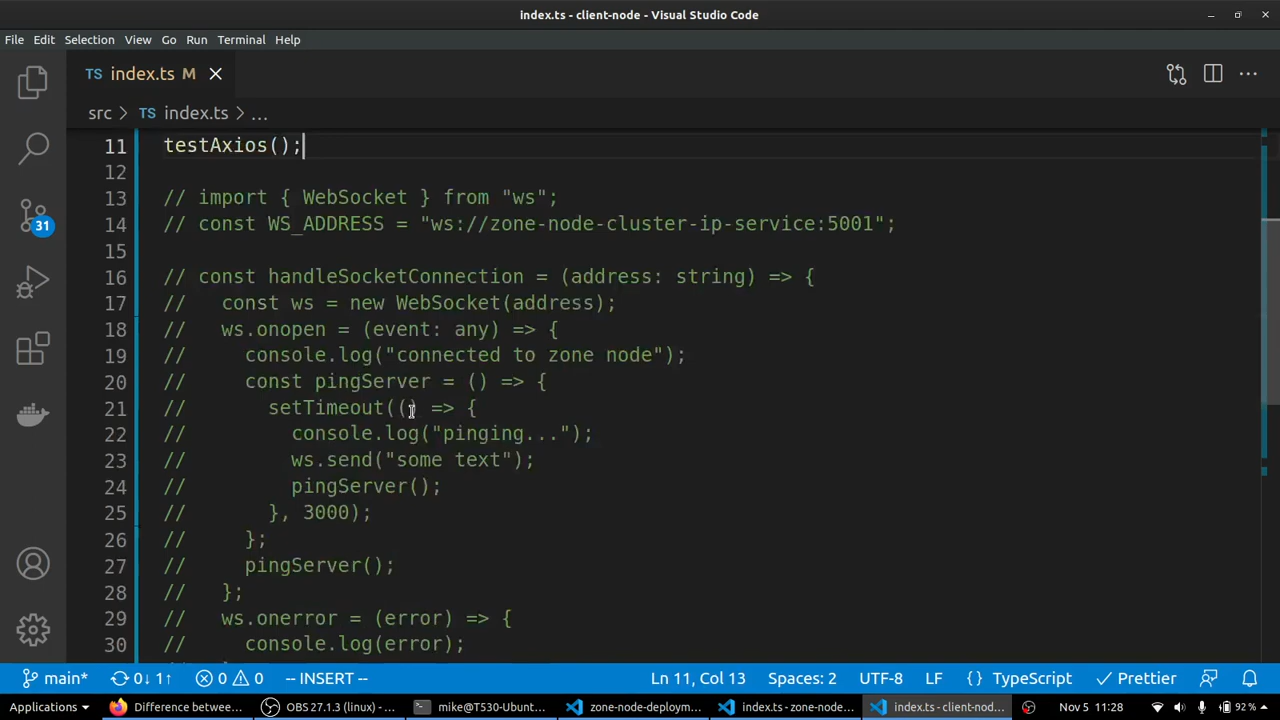 index.ts - client-node - Visual Studio Code
File Edit Selection View Go Run Terminal Help
TS index.ts M
src > TS index.ts > ...
11 testAxios();
12
13 // import { WebSocket } from "ws";
14 // const WS_ADDRESS = "ws://zone-node-cluster-ip-service:5001";
15
16 // const handleSocketConnection = (address: string) => {
17 //   const ws = new WebSocket(address);
18 //   ws.onopen = (event: any) => {
19 //     console.log("connected to zone node");
20 //     const pingServer = () => {
21 //       setTimeout(() => {
22 //         console.log("pinging...");
23 //         ws.send("some text");
24 //         pingServer();
25 //       }, 3000);
26 //     };
27 //     pingServer();
28 //   };
29 //   ws.onerror = (error) => {
30 //     console.log(error);
31
main* 0↓ 1↑ 0 0 -- INSERT -- Ln 11, Col 13 Spaces: 2 UTF-8 LF {} TypeScript Prettier
Applications Difference betwee... OBS 27.1.3 (linux) - ... mike@T530-Ubunt... zone-node-deploym... index.ts - zone-node... index.ts - client-nod... Nov 5 11:28 92 %